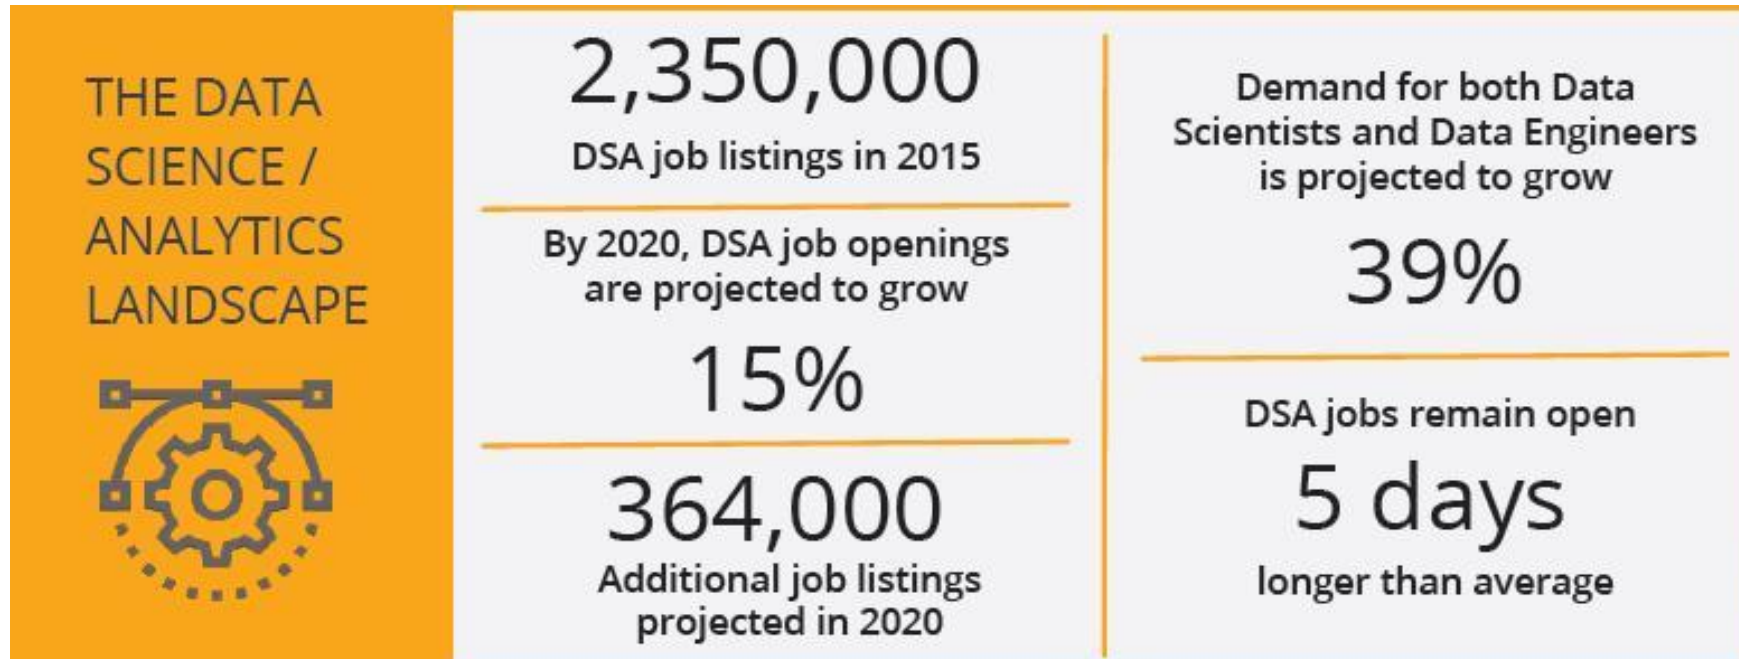 THE DATA
SCIENCE /
ANALYTICS
LANDSCAPE
2,350,000
DSA job listings in 2015
By 2020, DSA job openings
are projected to grow
15%
364,000
Additional job listings
projected in 2020
Demand for both Data
Scientists and Data Engineers
is projected to grow
39%
DSA jobs remain open
5 days
longer than average